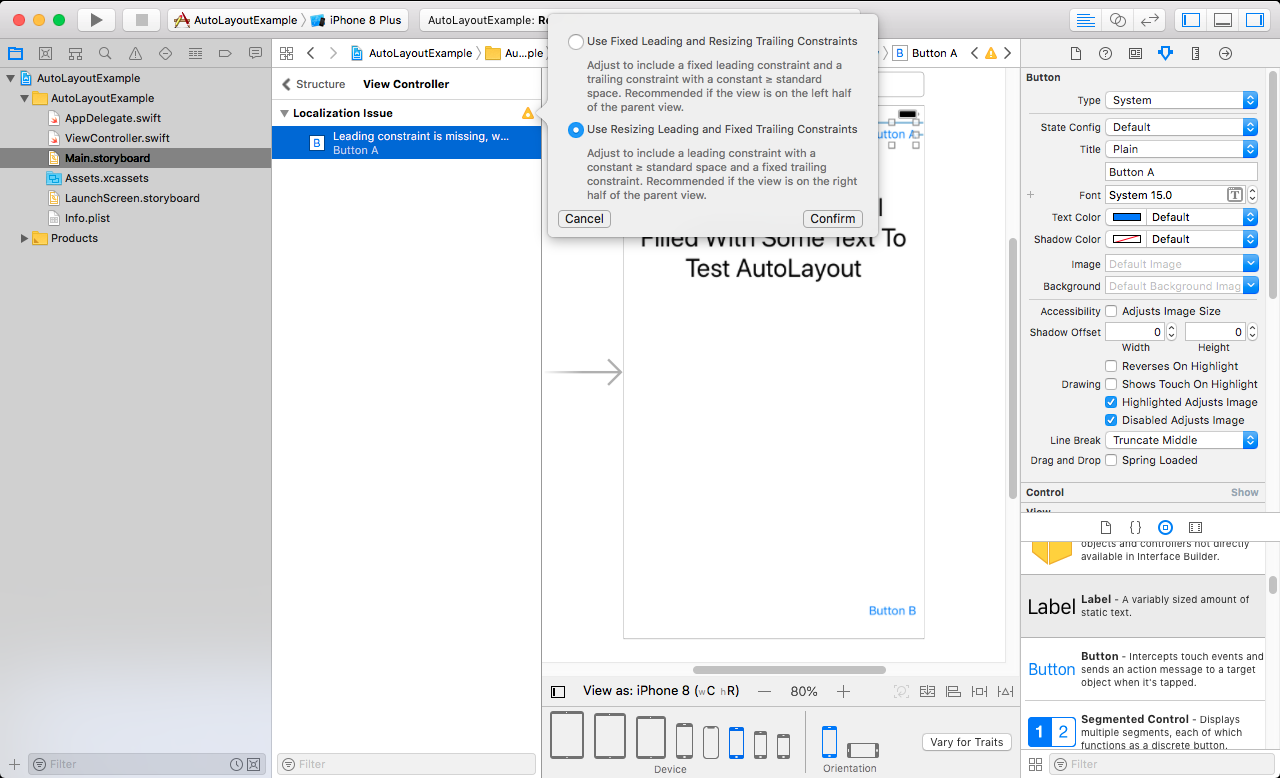 AutoLayoutExample
iPhone 8 Plus
AutoLayoutExample:
AutoLayoutExample
AutoLayoutExample
AppDelegate.swift
ViewController.swift
Main.storyboard
Assets.xcassets
LaunchScreen.storyboard
Info.plist
Products
Filter
AutoLayoutExample
Au...ple
Button A
Structure
View Controller
Localization Issue
B
Leading constraint is missing, w...
Button A
Filter
Use Fixed Leading and Resizing Trailing Constraints
Adjust to include a fixed leading constraint and a
trailing constraint with a constant ≥ standard
space. Recommended if the view is on the left half
of the parent view.
Use Resizing Leading and Fixed Trailing Constraints
Adjust to include a leading constraint with a
constant ≥ standard space and a fixed trailing
constraint. Recommended if the view is on the right
half of the parent view.
Cancel
Confirm
B
Filled With Some Text To
Test AutoLayout
Button B
View as: iPhone 8 (wC hR)
80%
Device
Orientation
Vary for Traits
Button
Type
System
State Config
Default
Title
Plain
Button A
Font
System 15.0
T
Text Color
Default
Shadow Color
Default
Image
Default Image
Background
Default Background Imag
Accessibility
Adjusts Image Size
Shadow Offset
0
0
Width
Height
Reverses On Highlight
Drawing
Shows Touch On Highlight
Highlighted Adjusts Image
Disabled Adjusts Image
Line Break
Truncate Middle
Drag and Drop
Spring Loaded
Control
Show
View
objects and controllers not directly
available in Interface Builder.
Label
Label - A variably sized amount of
static text.
Button
Button - Intercepts touch events and
sends an action message to a target
object when it's tapped.
1 2
Segmented Control - Displays
multiple segments, each of which
functions as a discrete button.
Filter